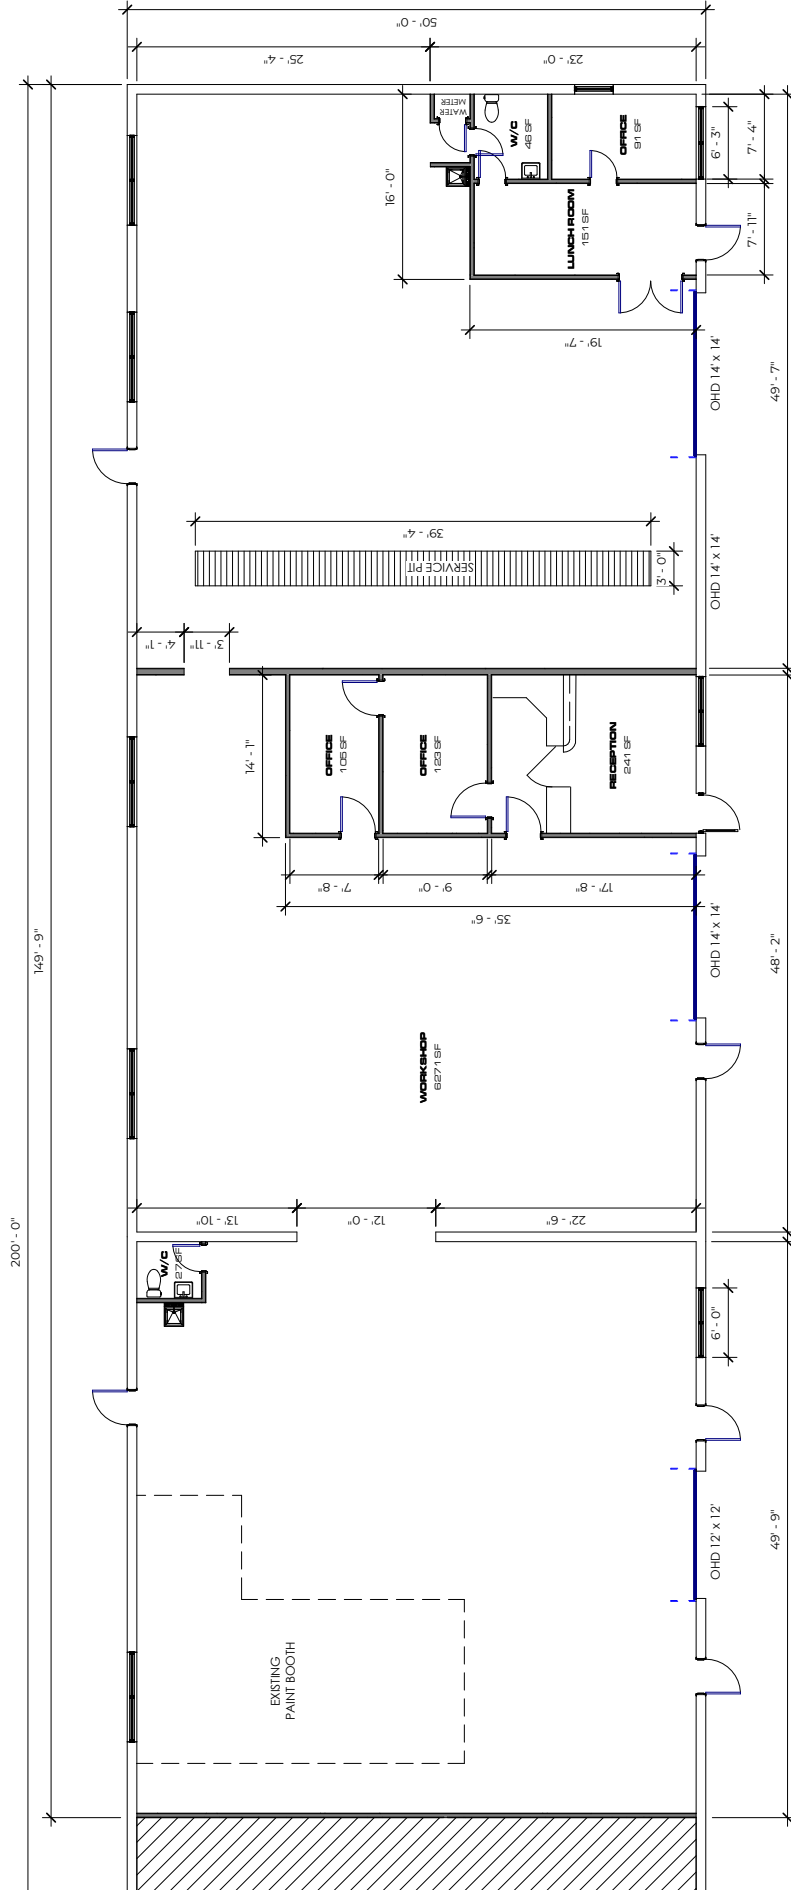 50' - 0"
25' - 4"
23' - 0"
WATER
METER
W/C
46 SF
OFFICE
91 SF
6' - 3"
7' - 4"
16' - 0"
LUNCH ROOM
151 SF
7' - 11"
19' - 7"
OHD 14' x 14'
49' - 7"
39' - 4"
SERVICE PIT
3' - 0"
OHD 14' x 14'
4' - 1"
3' - 11"
14' - 1"
OFFICE
105 SF
OFFICE
123 SF
RECEPTION
241 SF
7' - 8"
9' - 0"
17' - 8"
35' - 6"
149' - 9"
OHD 14' x 14'
48' - 2"
WORKSHOP
6271 SF
200' - 0"
13' - 10"
12' - 0"
22' - 6"
W/C
27 SF
6' - 0"
OHD 12' x 12'
49' - 9"
EXISTING
PAINT BOOTH